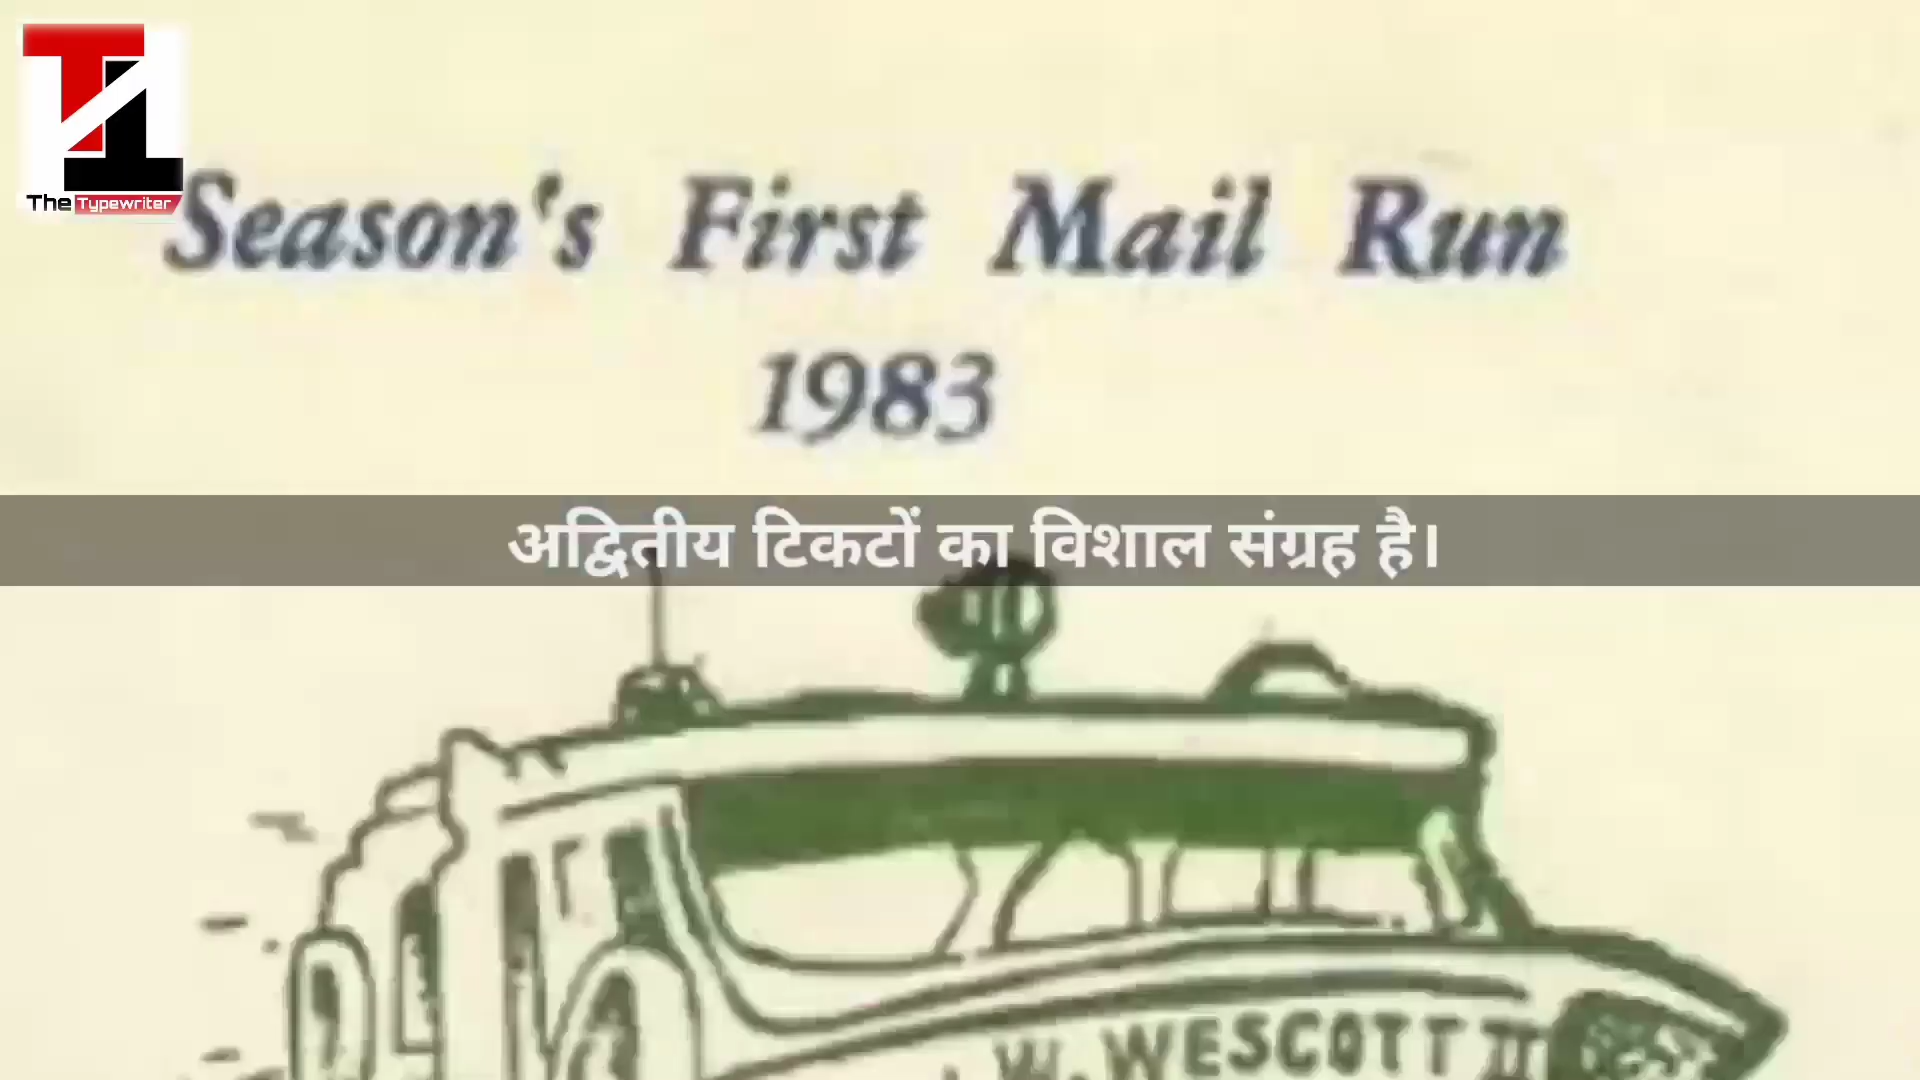 The Typewriter
Season's First Mail Run
1983
अद्वितीय टिकटों का विशाल संग्रह है।
J.W.WESCOTT II